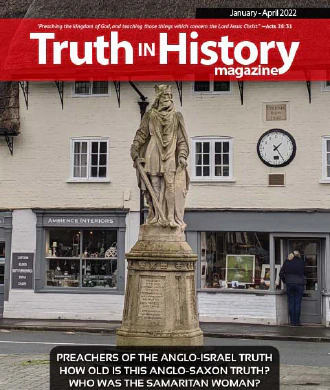 January - April 2022
"Preaching the kingdom of God, and teaching those things which concern the Lord Jesus Christ." —Acts 28:31
Truth IN History
magazine
AMBIENCE INTERIORS
PREACHERS OF THE ANGLO-ISRAEL TRUTH
HOW OLD IS THIS ANGLO-SAXON TRUTH?
WHO WAS THE SAMARITAN WOMAN?